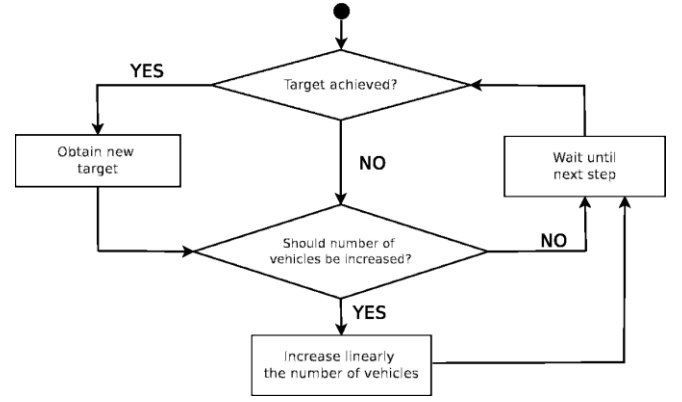 YES
Target achieved?
Obtain new
target
NO
Wait until
next step
Should number of
vehicles be increased?
NO
YES
Increase linearly
the number of vehicles